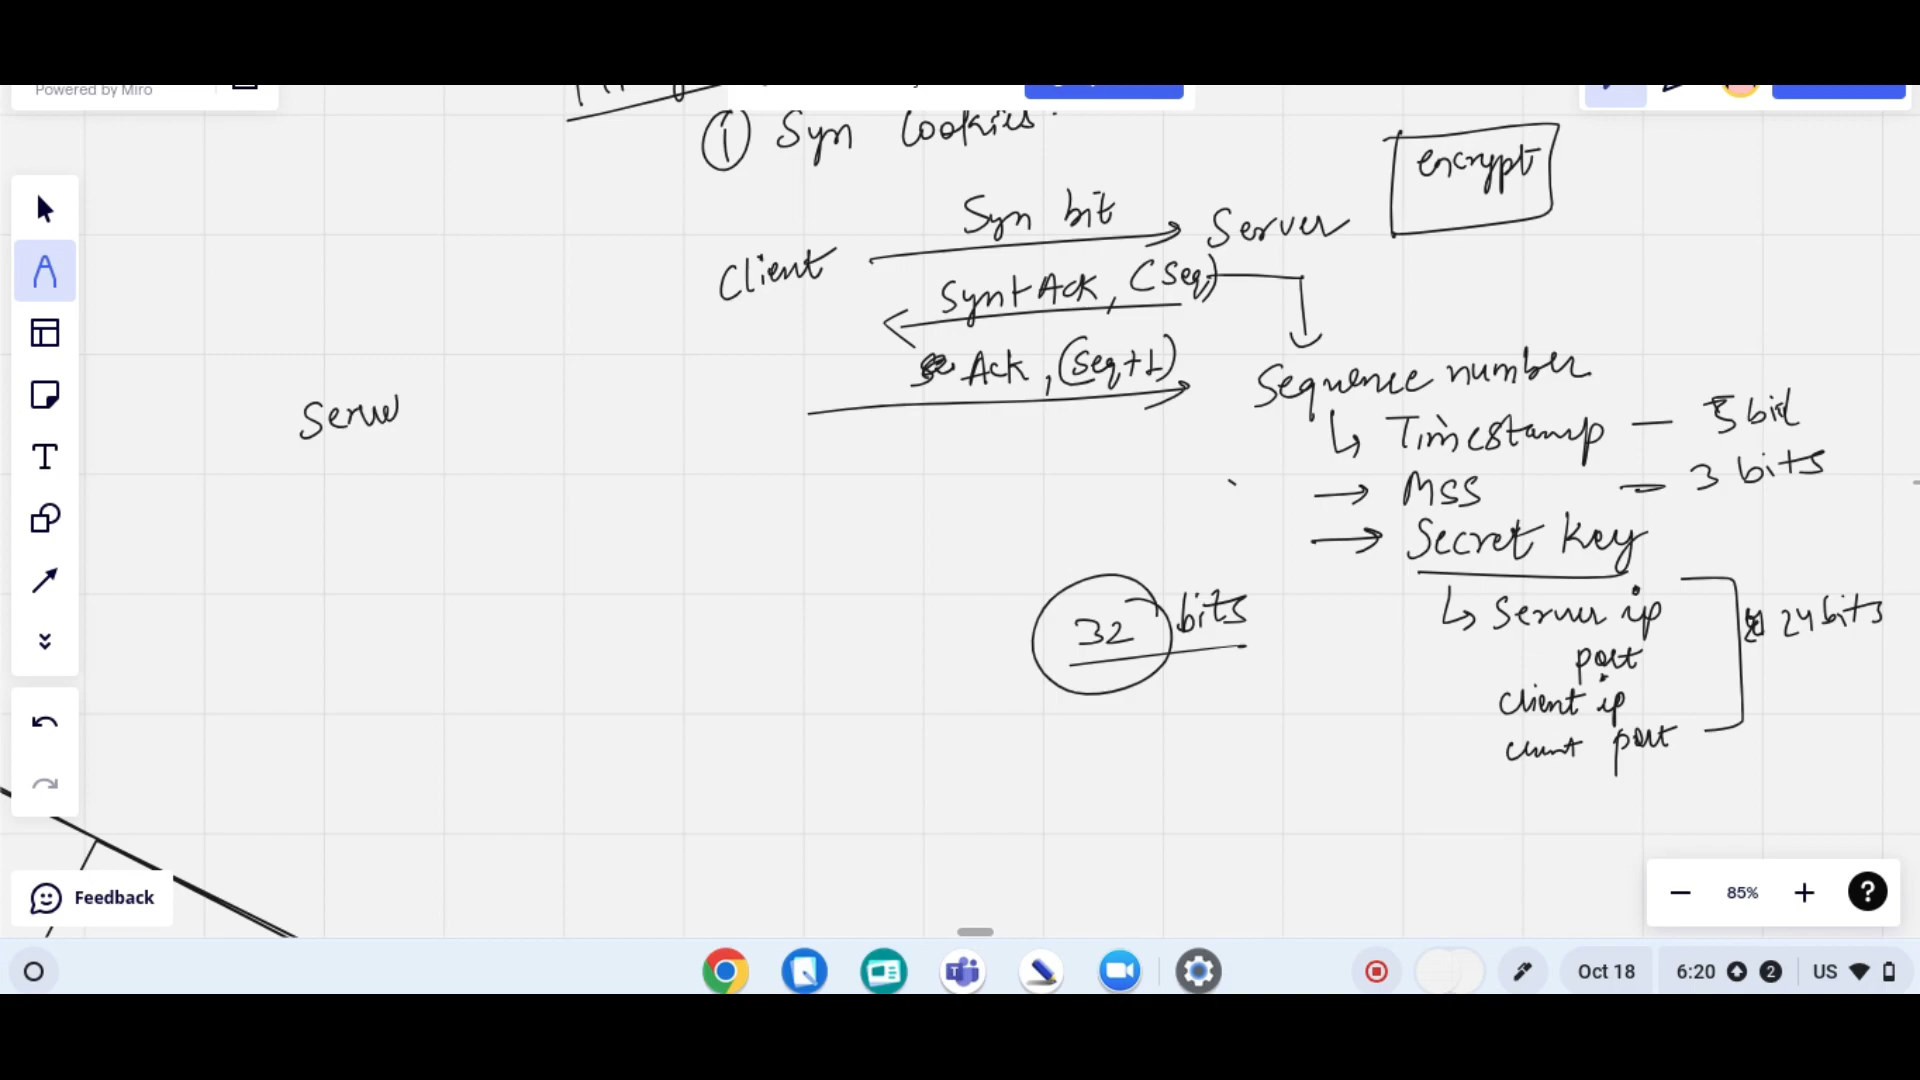 Powered by Miro
① Syn Cookies
encrypt
Syn bit
Client
Server
Syn+Ack, (Seq)
Ack, (Seq+1)
Sequence number
↳ Timestamp — 5 bit
→ MSS — 3 bits
→ Secret key
↳ Server ip
port
Client ip
client port
24 bits
32 bits
Serve
Feedback
85%
Oct 18
6:20
2
US